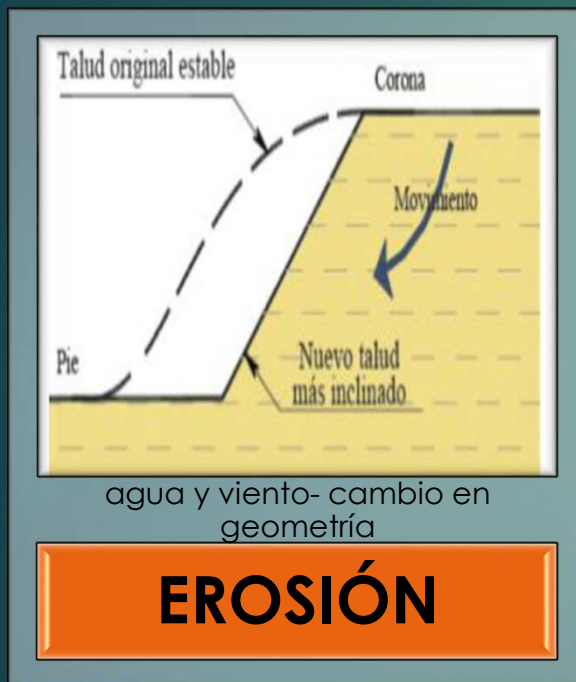 Talud original estable
Corona
Movimiento
Pie
Nuevo talud
más inclinado
agua y viento- cambio en
geometría
EROSIÓN